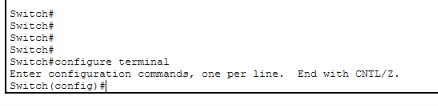 Switch#
Switch#
Switch#
Switch#
Switch#configure terminal
Enter configuration commands, one per line.  End with CNTL/Z.
Switch(config)#